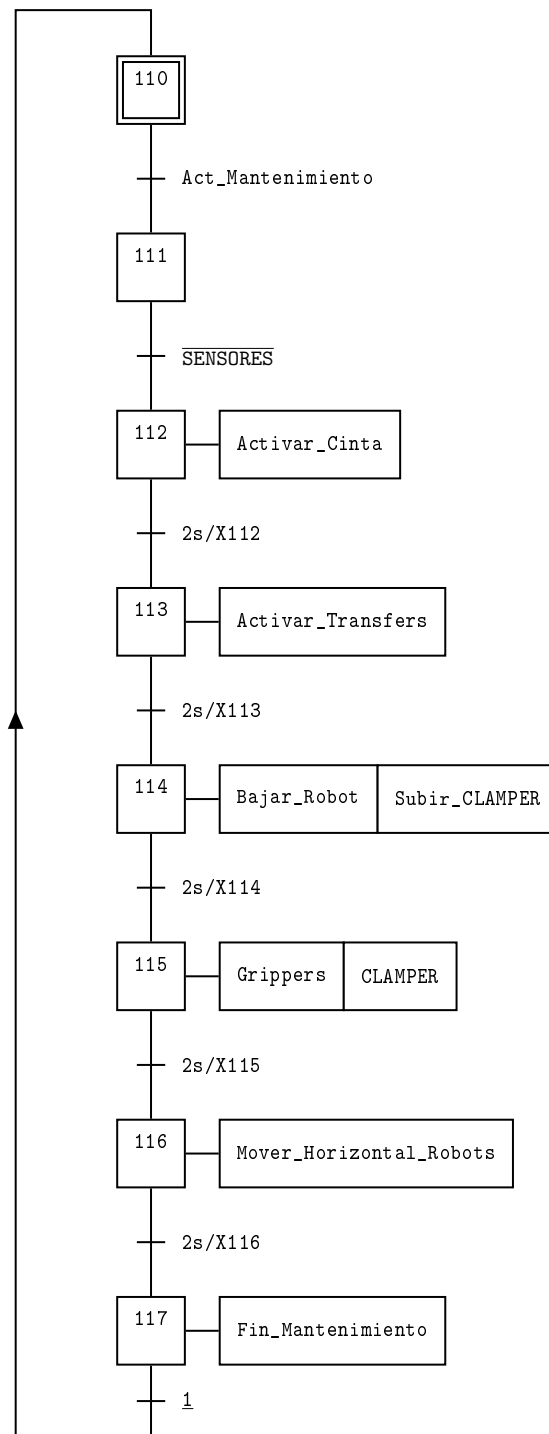 110
Act_Mantenimiento
111
SENSORES
112 Activar_Cinta
2s/X112
113 Activar_Transfers
2s/X113
114 Bajar_Robot Subir_CLAMPER
2s/X114
115 Grippers CLAMPER
2s/X115
116 Mover_Horizontal_Robots
2s/X116
117 Fin_Mantenimiento
1